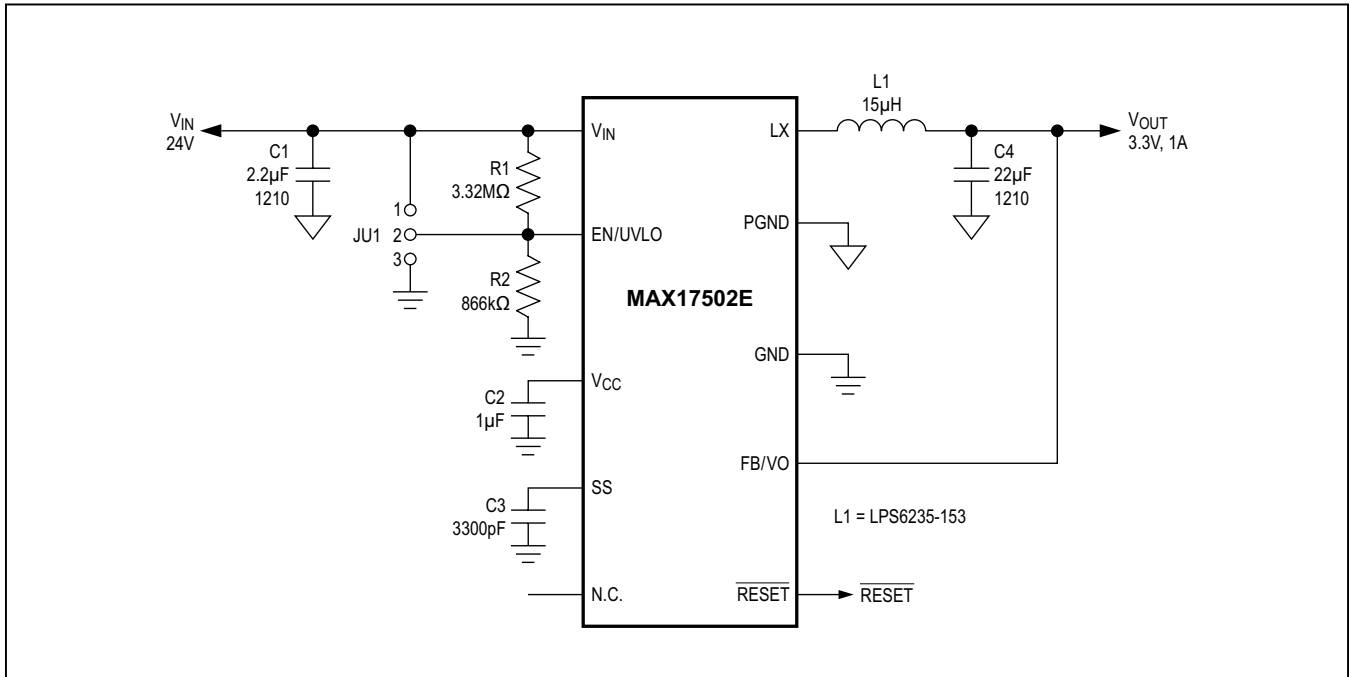 V_IN
24V
C1
2.2µF
1210
JU1
1
2
3
R1
3.32MΩ
R2
866kΩ
C2
1µF
C3
3300pF
V_IN
EN/UVLO
V_CC
SS
N.C.
MAX17502E
LX
PGND
GND
FB/VO
RESET
L1
15µH
C4
22µF
1210
V_OUT
3.3V, 1A
L1 = LPS6235-153
RESET